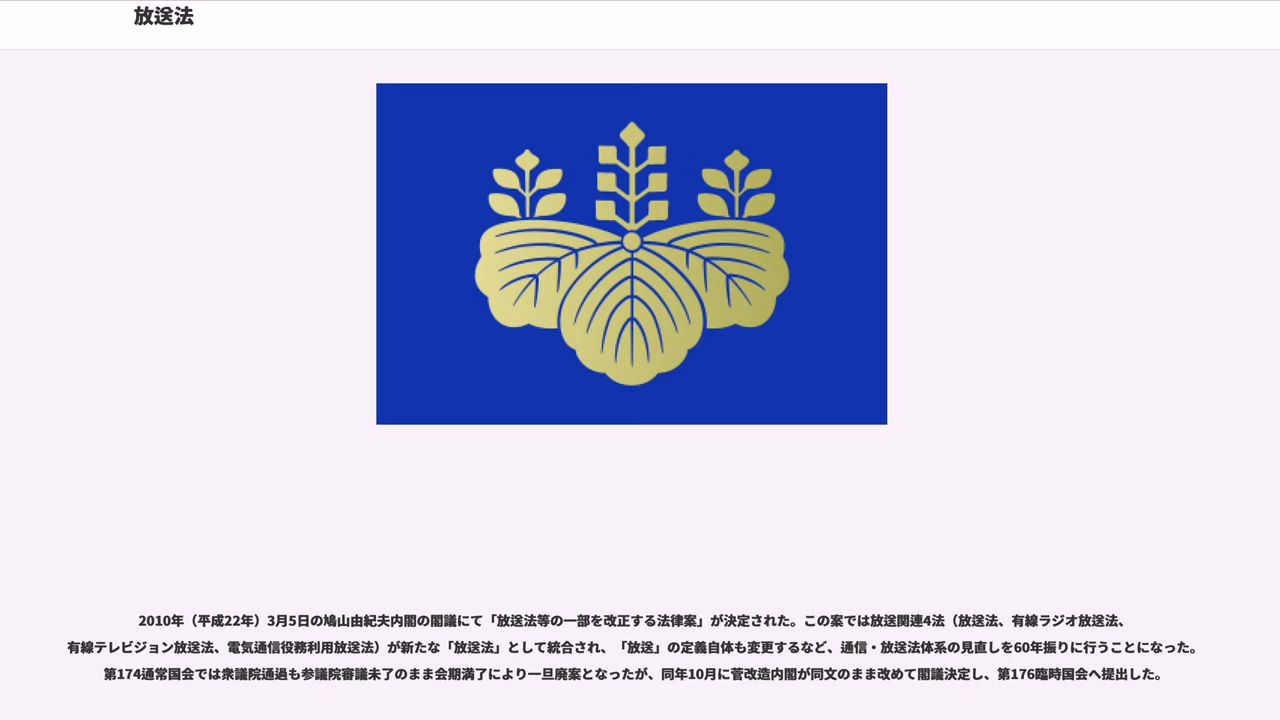 放送法
2010年（平成22年）3月5日の鳩山由紀夫内閣の閣議にて「放送法等の一部を改正する法律案」が決定された。この案では放送関連4法（放送法、有線ラジオ放送法、
有線テレビジョン放送法、電気通信役務利用放送法）が新たな「放送法」として統合され、「放送」の定義自体も変更するなど、通信・放送法体系の見直しを60年振りに行うことになった。
第174通常国会では衆議院通過も参議院審議未了のまま会期満了により一旦廃案となったが、同年10月に菅改造内閣が同文のまま改めて閣議決定し、第176臨時国会へ提出した。